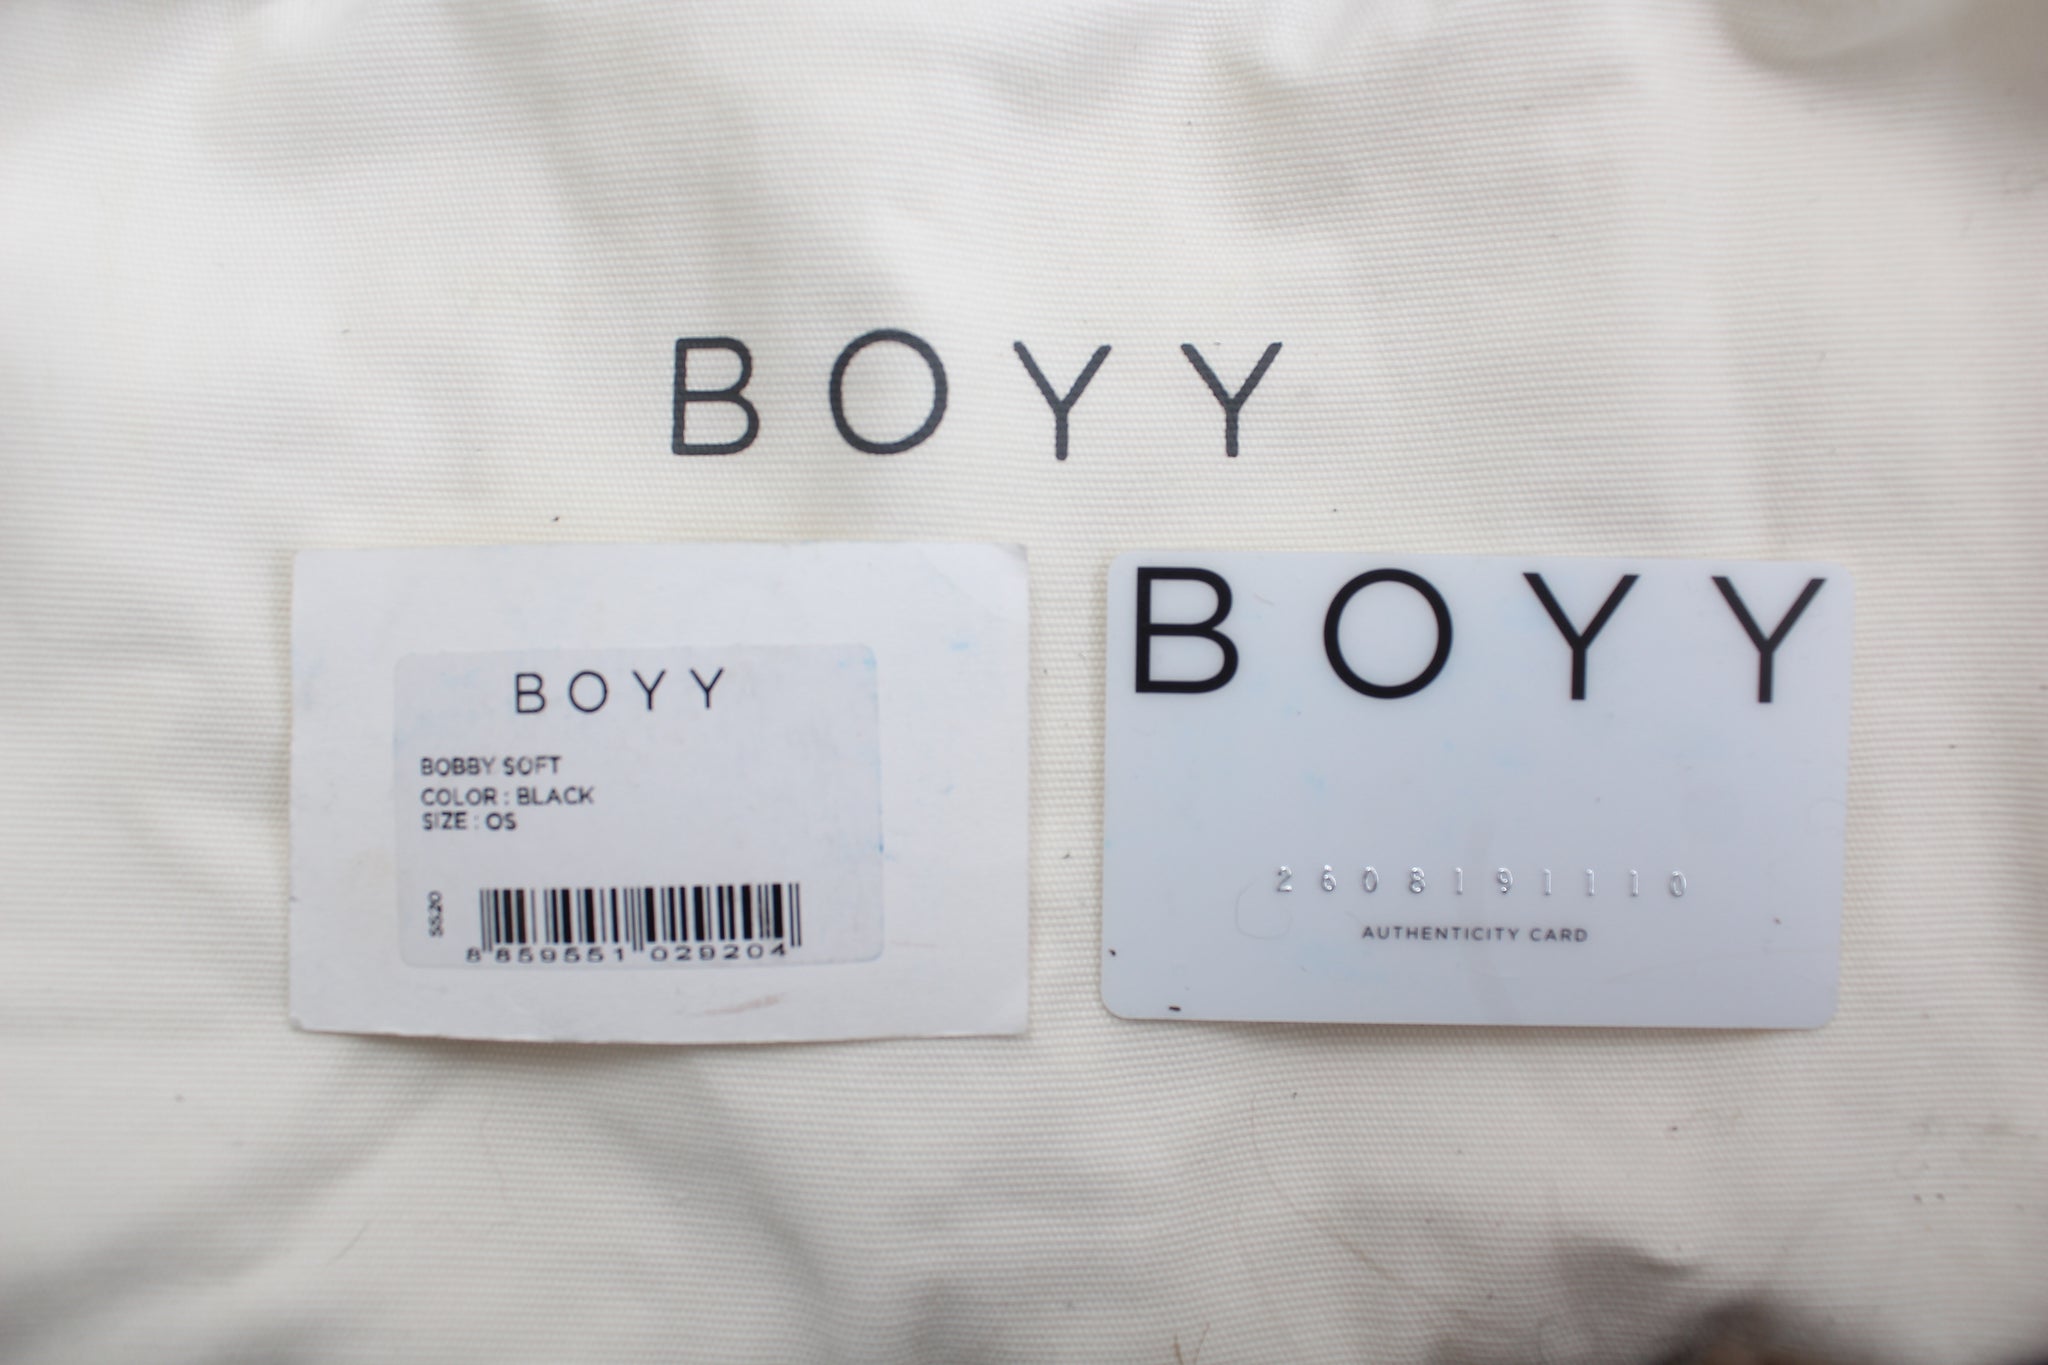 BOYY
BOYY
BOBBY SOFT
COLOR : BLACK
SIZE : OS
SS20
8 859551 029204
BOYY
2608191110
AUTHENTICITY CARD